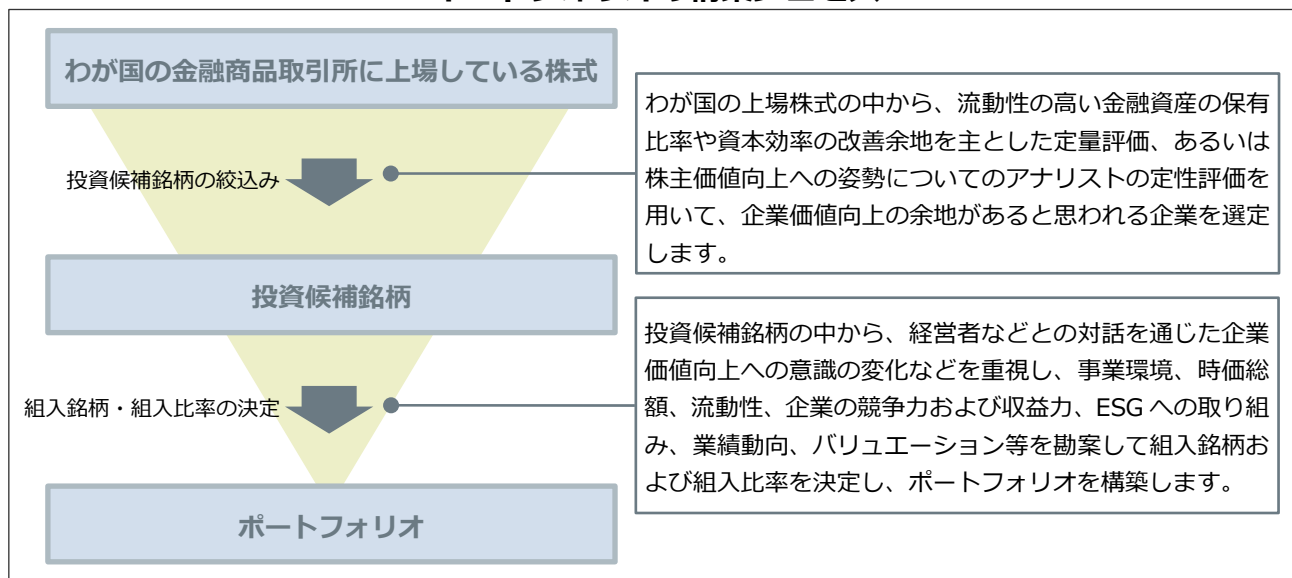 わが国の金融商品取引所に上場している株式
投資候補銘柄の絞込み
わが国の上場株式の中から、流動性の高い金融資産の保有
比率や資本効率の改善余地を主とした定量評価、あるいは
株主価値向上への姿勢についてのアナリストの定性評価を
用いて、企業価値向上の余地があると思われる企業を選定
します。
投資候補銘柄
組入銘柄・組入比率の決定
投資候補銘柄の中から、経営者などとの対話を通じた企業
価値向上への意識の変化などを重視し、事業環境、時価総
額、流動性、企業の競争力および収益力、ESG への取り組
み、業績動向、バリュエーション等を勘案して組入銘柄お
よび組入比率を決定し、ポートフォリオを構築します。
ポートフォリオ